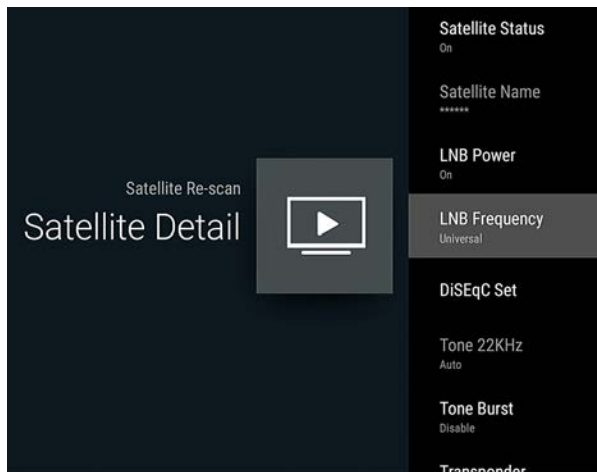 Satellite Re-scan
Satellite Detail
Satellite Status
On
Satellite Name
******
LNB Power
On
LNB Frequency
Universal
DiSEqC Set
Tone 22KHz
Auto
Tone Burst
Disable
Transponder